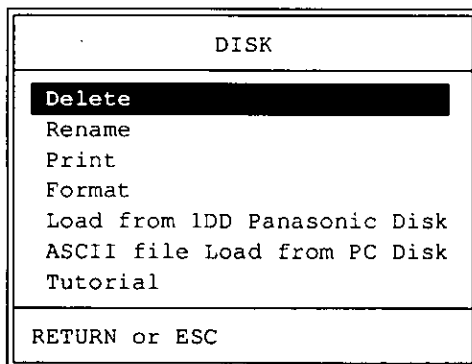 DISK
Delete
Rename
Print
Format
Load from 1DD Panasonic Disk
ASCII file Load from PC Disk
Tutorial
RETURN or ESC